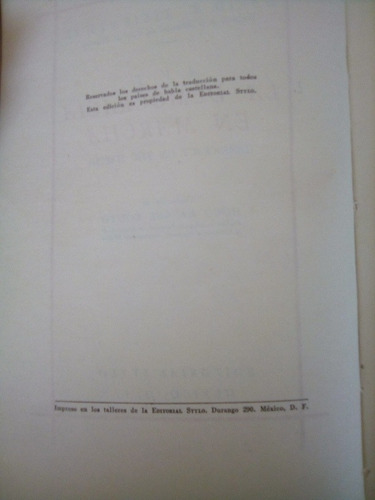 Reservados los derechos de la traducción para todos
los países de habla castellana.
Esta edición es propiedad de la EDITORIAL STYLO.
Impreso en los talleres de la EDITORIAL STYLO. Durango 290. México, D. F.